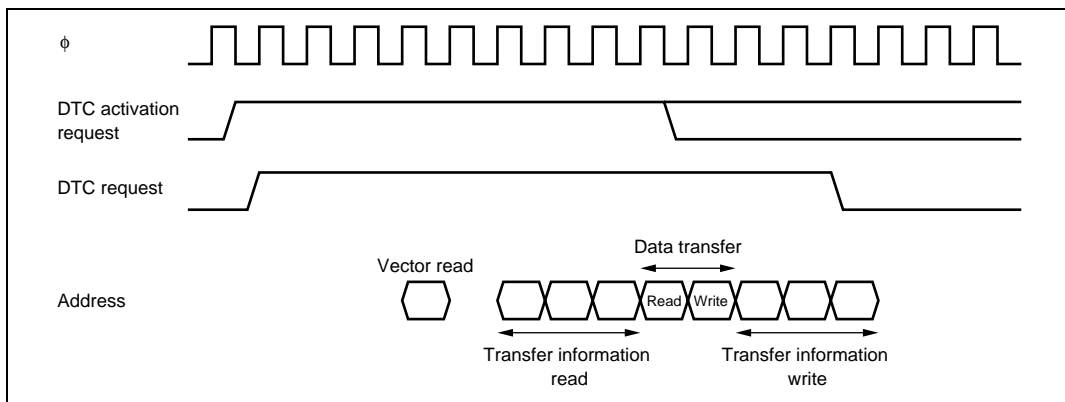 ϕ
DTC activation
request
DTC request
Data transfer
Vector read
Address
Read
Write
Transfer information
read
Transfer information
write